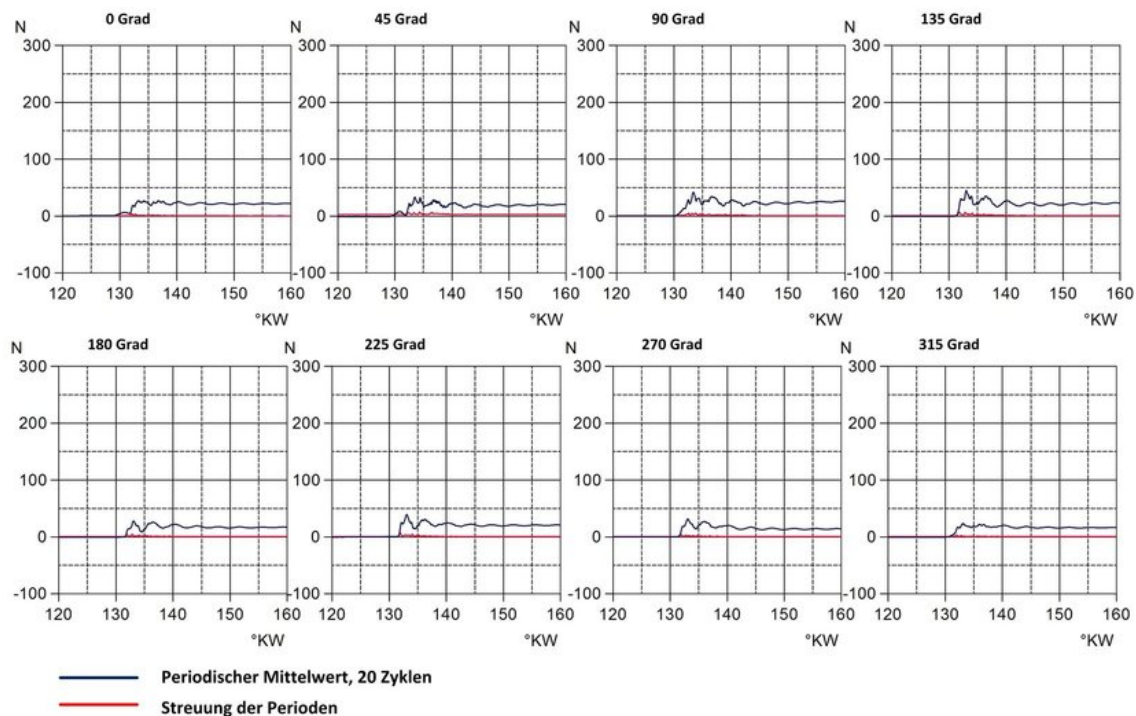 N 0 Grad N 45 Grad N 90 Grad N 135 Grad
300 300 300 300
200 200 200 200
100 100 100 100
0 0 0 0
-100 -100 -100 -100
120 130 140 150 160 120 130 140 150 160 120 130 140 150 160 120 130 140 150 160
°KW °KW °KW °KW
N 180 Grad N 225 Grad N 270 Grad N 315 Grad
300 300 300 300
200 200 200 200
100 100 100 100
0 0 0 0
-100 -100 -100 -100
120 130 140 150 160 120 130 140 150 160 120 130 140 150 160 120 130 140 150 160
°KW °KW °KW °KW
Periodischer Mittelwert, 20 Zyklen
Streuung der Perioden